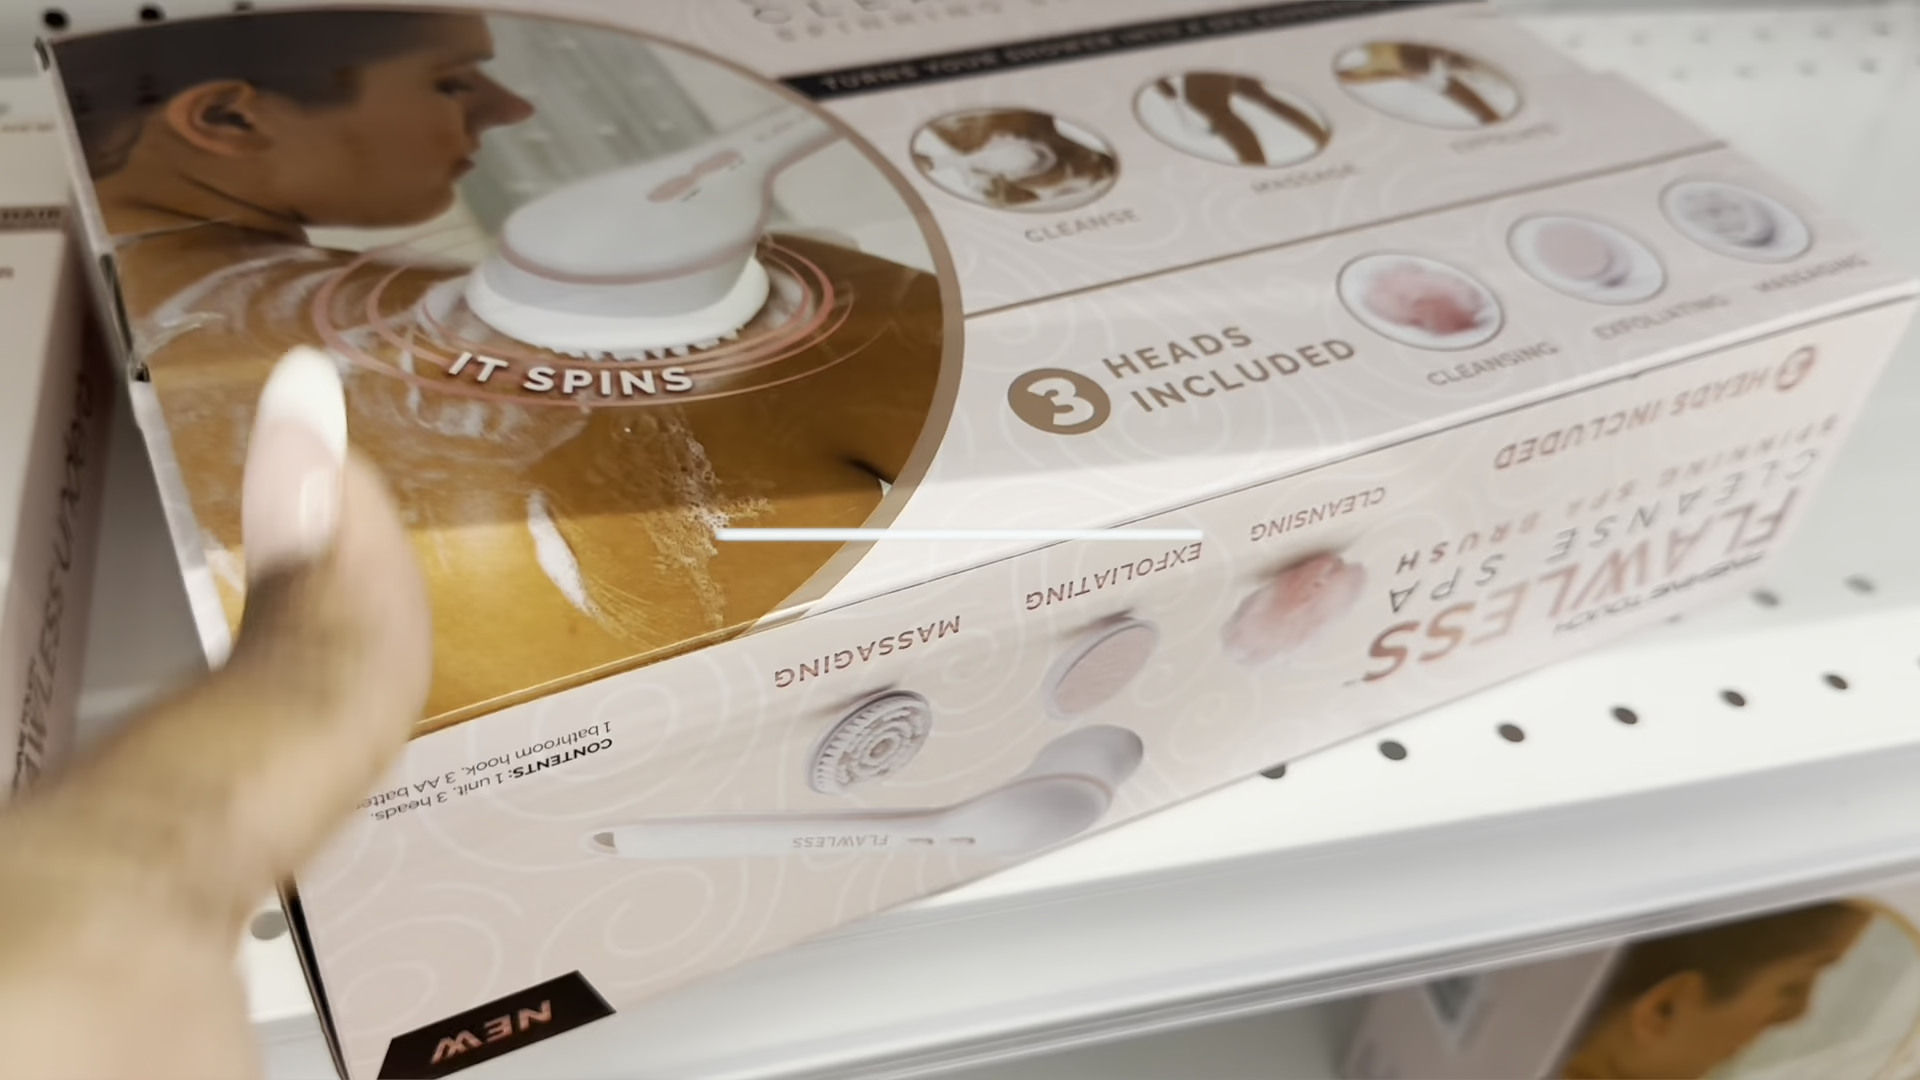 TURNS YOUR SHOWER INTO A SPA EXPERIENCE
CLEANSE
MASSAGE
EXFOLIATE
IT SPINS
3 HEADS
INCLUDED
CLEANSING
EXFOLIATING
MASSAGING
3 HEADS INCLUDED
FLAWLESS
CLEANSE SPA
SPINNING SPA BRUSH
CLEANSING
EXFOLIATING
MASSAGING
CONTENTS: 1 unit, 3 heads,
1 bathroom hook, 3 AA
FLAWLESS
NEW
HAIR